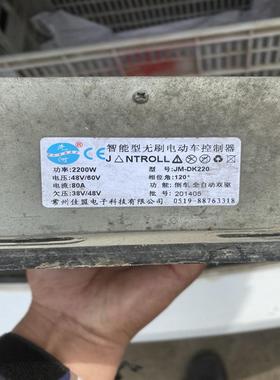 智能型无刷电动车控制器
NTROLL
功率:2200W 型 号:JM-DK220
电压:48V/60V 相位角:120°
电流:80A 功 能:倒车 全自动双驱
欠压:38V/48V 批 号:201405
常州佳盟电子科技有限公司 0519-88763318